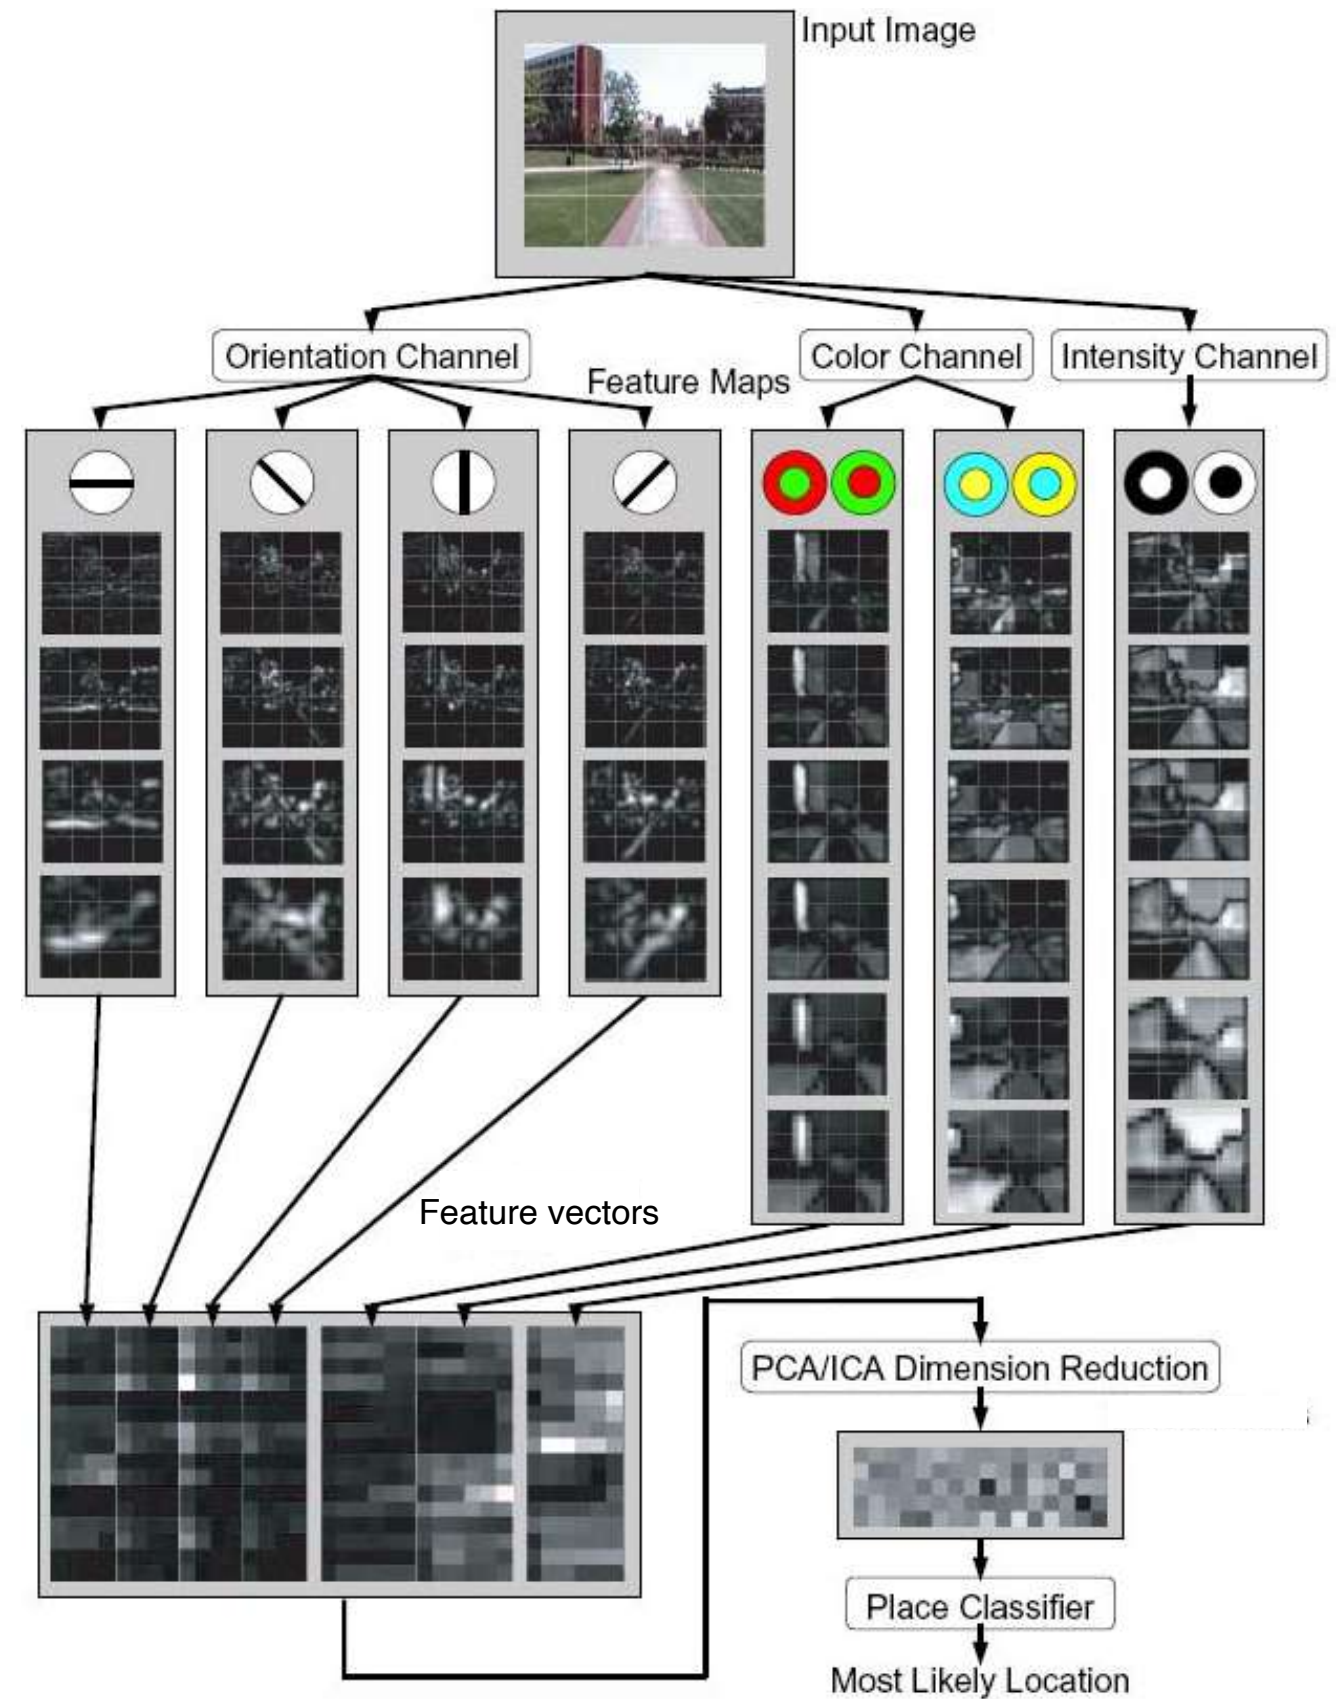 Input Image
Orientation Channel
Color Channel
Intensity Channel
Feature Maps
Feature vectors
PCA/ICA Dimension Reduction
Place Classifier
Most Likely Location